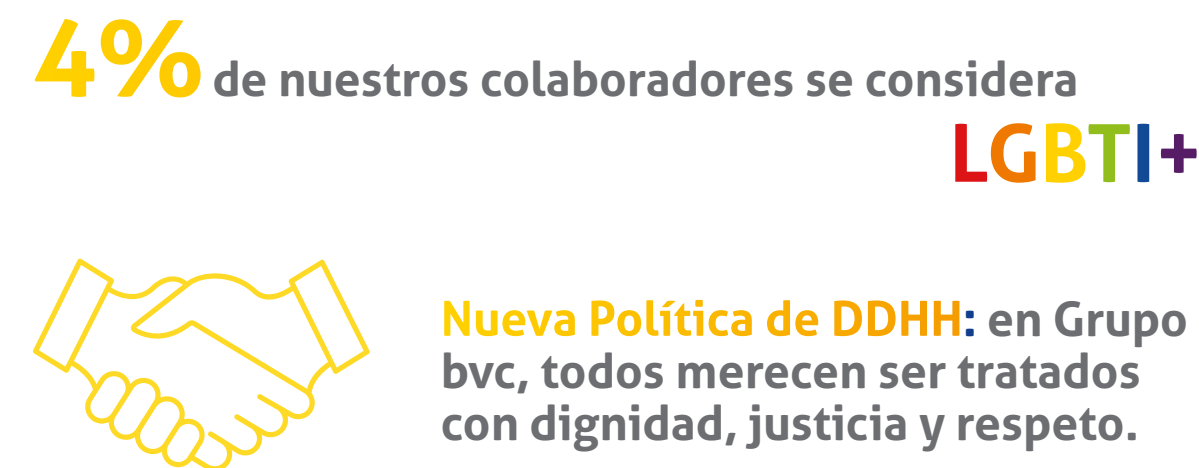 4% de nuestros colaboradores se considera
LGBTI+
Nueva Política de DDHH: en Grupo
bvc, todos merecen ser tratados
con dignidad, justicia y respeto.